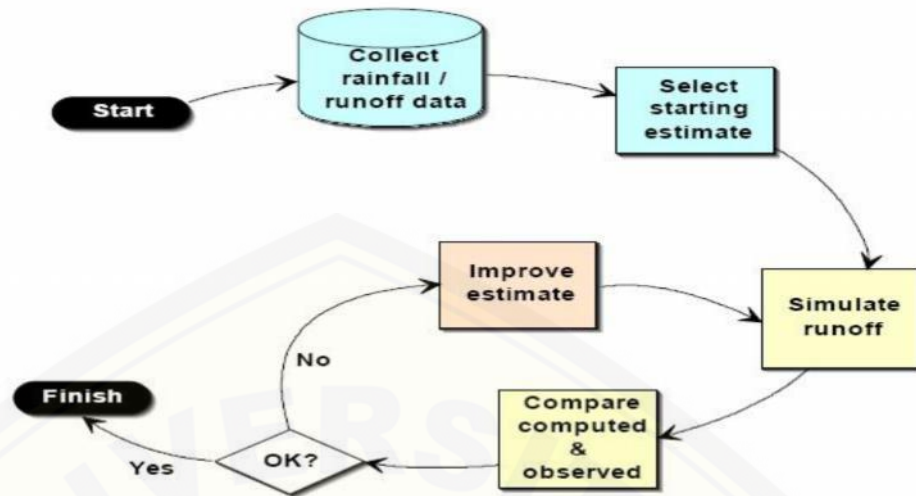 Start
Collect
rainfall /
runoff data
Select
starting
estimate
Simulate
runoff
Compare
computed
&
observed
OK?
No
Improve
estimate
Yes
Finish